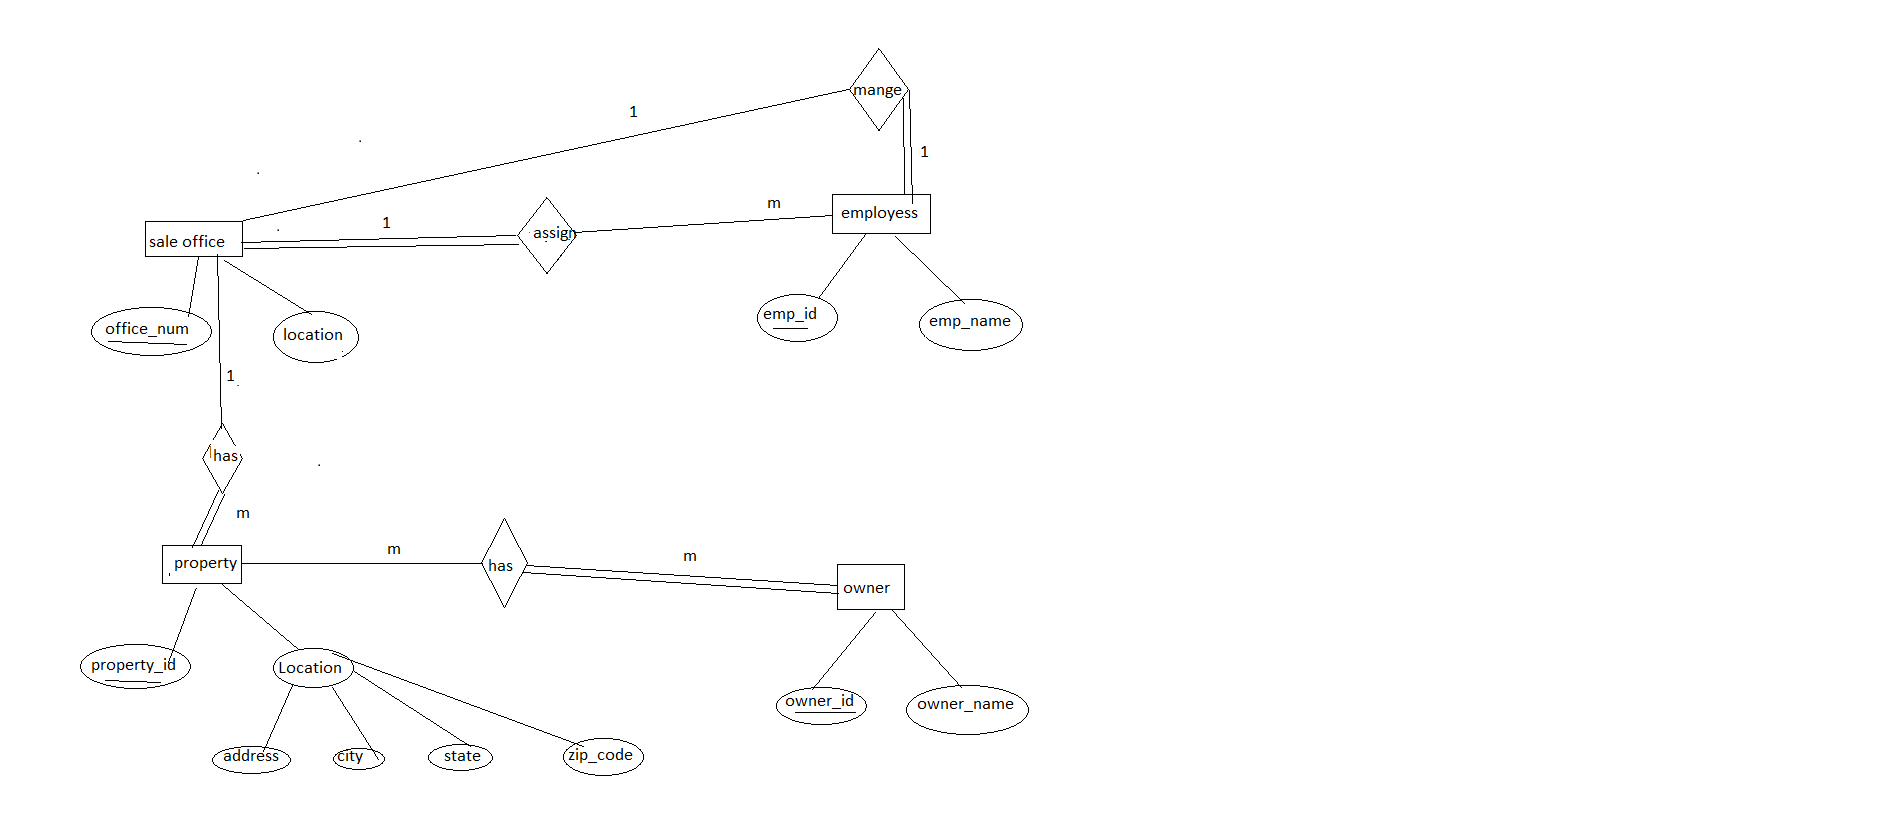 mange
1
1
m
employess
1
assign
sale office
emp_id
emp_name
office_num
location
1
has
m
m
m
has
property
owner
property_id
Location
owner_id
owner_name
address
city
state
zip_code